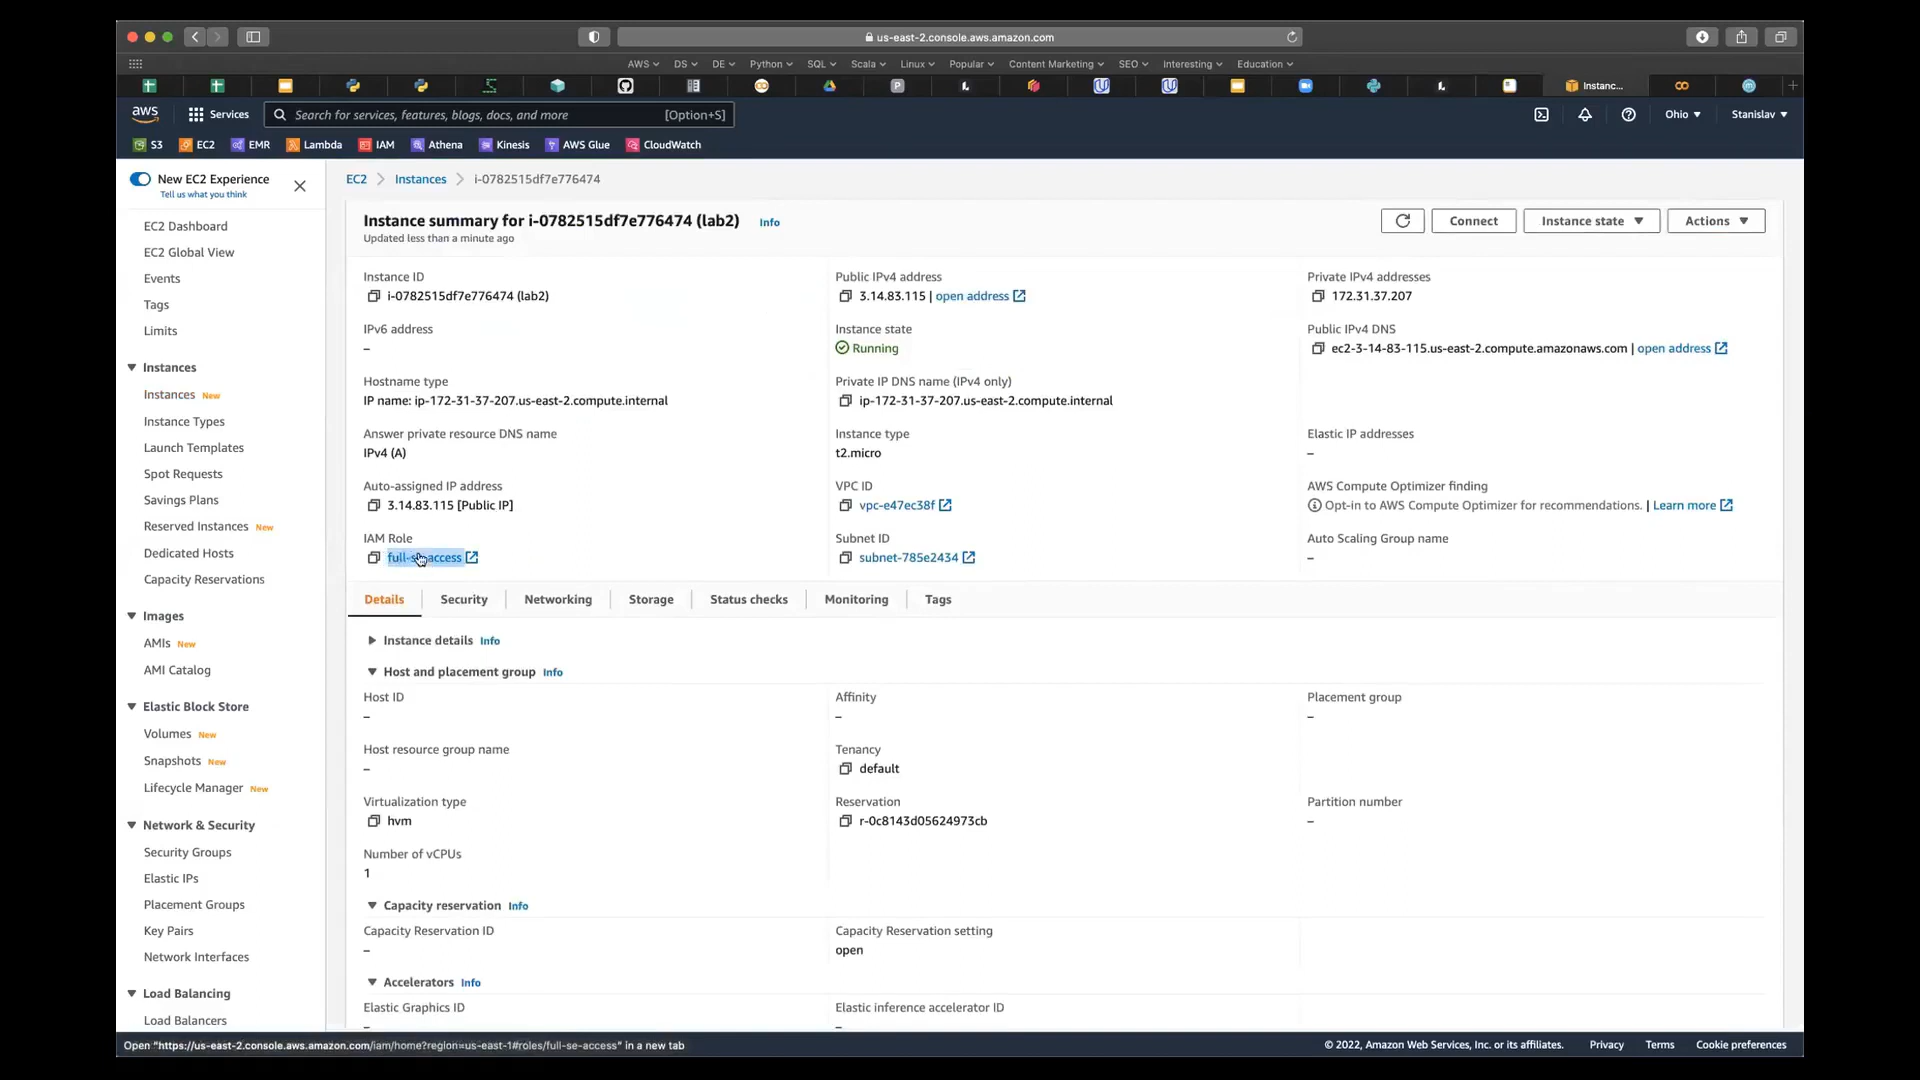 us-east-2.console.aws.amazon.com
AWS DS DE Python SQL Scala Linux Popular Content Marketing SEO Interesting Education
Instanc...
aws Services Search for services, features, blogs, docs, and more [Option+S] Ohio Stanislav
S3 EC2 EMR Lambda IAM Athena Kinesis AWS Glue CloudWatch
New EC2 Experience
Tell us what you think
EC2 Dashboard
EC2 Global View
Events
Tags
Limits
Instances
Instances New
Instance Types
Launch Templates
Spot Requests
Savings Plans
Reserved Instances New
Dedicated Hosts
Capacity Reservations
Images
AMIs New
AMI Catalog
Elastic Block Store
Volumes New
Snapshots New
Lifecycle Manager New
Network & Security
Security Groups
Elastic IPs
Placement Groups
Key Pairs
Network Interfaces
Load Balancing
Load Balancers
EC2 > Instances > i-0782515df7e776474
Instance summary for i-0782515df7e776474 (lab2) Info
Updated less than a minute ago
Connect Instance state Actions
Instance ID
i-0782515df7e776474 (lab2)
Public IPv4 address
3.14.83.115 | open address
Private IPv4 addresses
172.31.37.207
IPv6 address
–
Instance state
Running
Public IPv4 DNS
ec2-3-14-83-115.us-east-2.compute.amazonaws.com | open address
Hostname type
IP name: ip-172-31-37-207.us-east-2.compute.internal
Private IP DNS name (IPv4 only)
ip-172-31-37-207.us-east-2.compute.internal
Answer private resource DNS name
IPv4 (A)
Instance type
t2.micro
Elastic IP addresses
–
Auto-assigned IP address
3.14.83.115 [Public IP]
VPC ID
vpc-e47ec38f
AWS Compute Optimizer finding
Opt-in to AWS Compute Optimizer for recommendations. | Learn more
IAM Role
full-se-access
Subnet ID
subnet-785e2434
Auto Scaling Group name
–
Details Security Networking Storage Status checks Monitoring Tags
Instance details Info
Host and placement group Info
Host ID
–
Affinity
–
Placement group
–
Host resource group name
–
Tenancy
default
Virtualization type
hvm
Reservation
r-0c8143d05624973cb
Partition number
–
Number of vCPUs
1
Capacity reservation Info
Capacity Reservation ID
–
Capacity Reservation setting
open
Accelerators Info
Elastic Graphics ID
–
Elastic inference accelerator ID
–
Open "https://us-east-2.console.aws.amazon.com/iam/home?region=us-east-1#roles/full-se-access" in a new tab
© 2022, Amazon Web Services, Inc. or its affiliates. Privacy Terms Cookie preferences